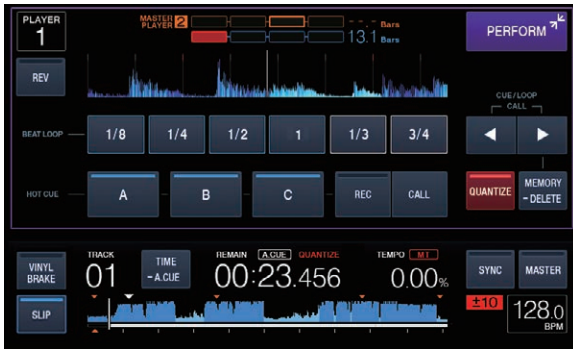 PLAYER
1
MASTER
PLAYER 2
--.- Bars
13.1 Bars
PERFORM
REV
CUE/LOOP
CALL
BEAT LOOP
1/8
1/4
1/2
1
1/3
3/4
HOT CUE
A
B
C
REC
CALL
QUANTIZE
MEMORY
- DELETE
VINYL
BRAKE
TRACK
01
TIME
- A.CUE
REMAIN A.CUE QUANTIZE
00:23.456
TEMPO MT
0.00%
SYNC
MASTER
SLIP
±10
128.0
BPM